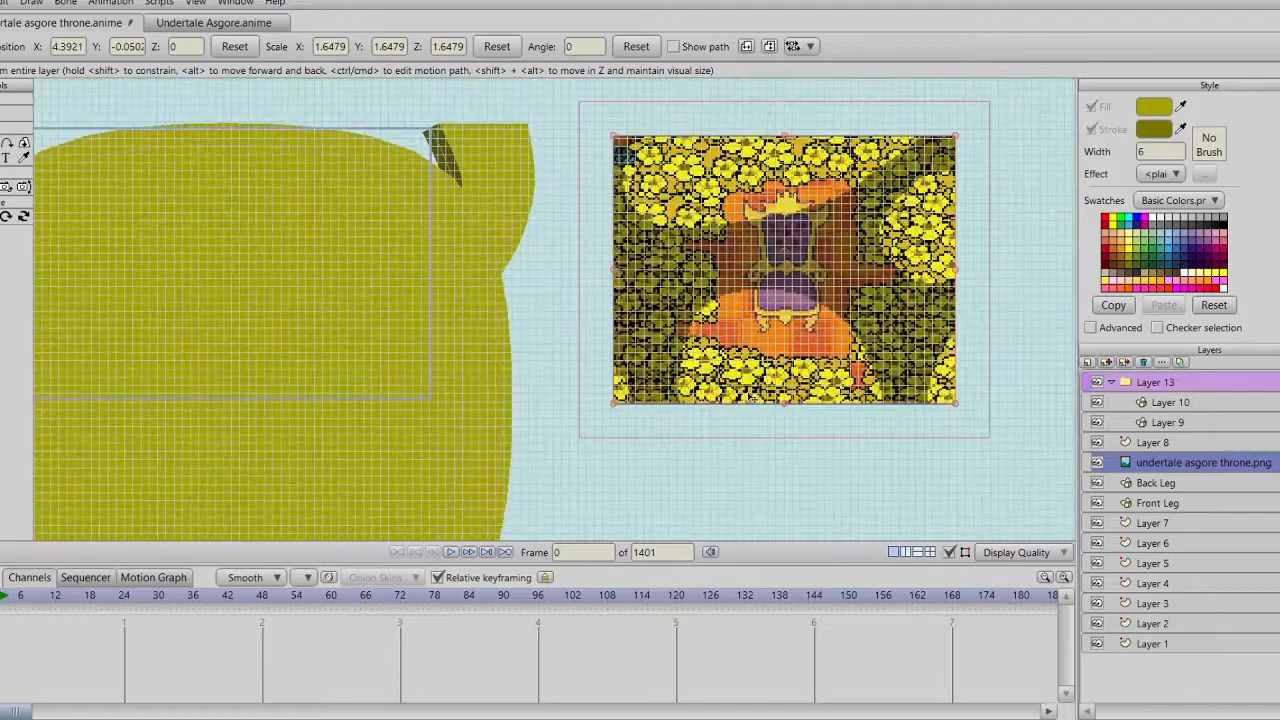 Draw Bone Animation Scripts View Window Help
rtale asgore throne.anime Undertale Asgore.anime
osition X: 4.3921 Y: -0.0502 Z: 0 Reset Scale X: 1.6479 Y: 1.6479 Z: 1.6479 Reset Angle: 0 Reset Show path
m entire layer (hold <shift> to constrain, <alt> to move forward and back, <ctrl/cmd> to edit motion path, <shift> + <alt> to move in Z and maintain visual size)
Style
Fill
Stroke
No
Brush
Width 6
Effect <plai
Swatches Basic Colors.pr
Copy Paste Reset
Advanced Checker selection
Layers
Layer 13
Layer 10
Layer 9
Layer 8
undertale asgore throne.png
Back Leg
Front Leg
Layer 7
Layer 6
Layer 5
Layer 4
Layer 3
Layer 2
Layer 1
Frame 0 of 1401 Display Quality
Channels Sequencer Motion Graph Smooth 1 Onion Skins Relative keyframing
6 12 18 24 30 36 42 48 54 60 66 72 78 84 90 96 102 108 114 120 126 132 138 144 150 156 162 168 174 180 18
1 2 3 4 5 6 7